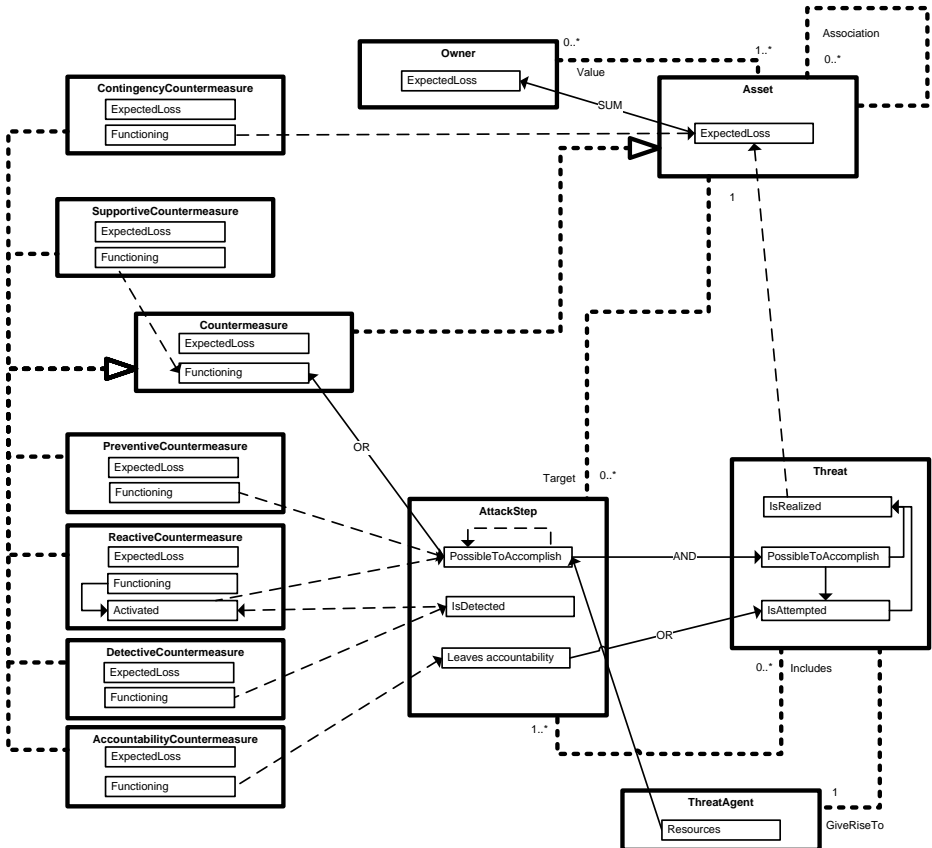 Owner
ExpectedLoss
0..*
Value
1..*
Association
0..*
Asset
ExpectedLoss
SUM
1
ContingencyCountermeasure
ExpectedLoss
Functioning
SupportiveCountermeasure
ExpectedLoss
Functioning
Countermeasure
ExpectedLoss
Functioning
OR
PreventiveCountermeasure
ExpectedLoss
Functioning
ReactiveCountermeasure
ExpectedLoss
Functioning
Activated
DetectiveCountermeasure
ExpectedLoss
Functioning
AccountabilityCountermeasure
ExpectedLoss
Functioning
Target
0..*
AttackStep
PossibleToAccomplish
IsDetected
Leaves accountability
AND
OR
Threat
IsRealized
PossibleToAccomplish
IsAttempted
0..*
Includes
1..*
1
GiveRiseTo
ThreatAgent
Resources